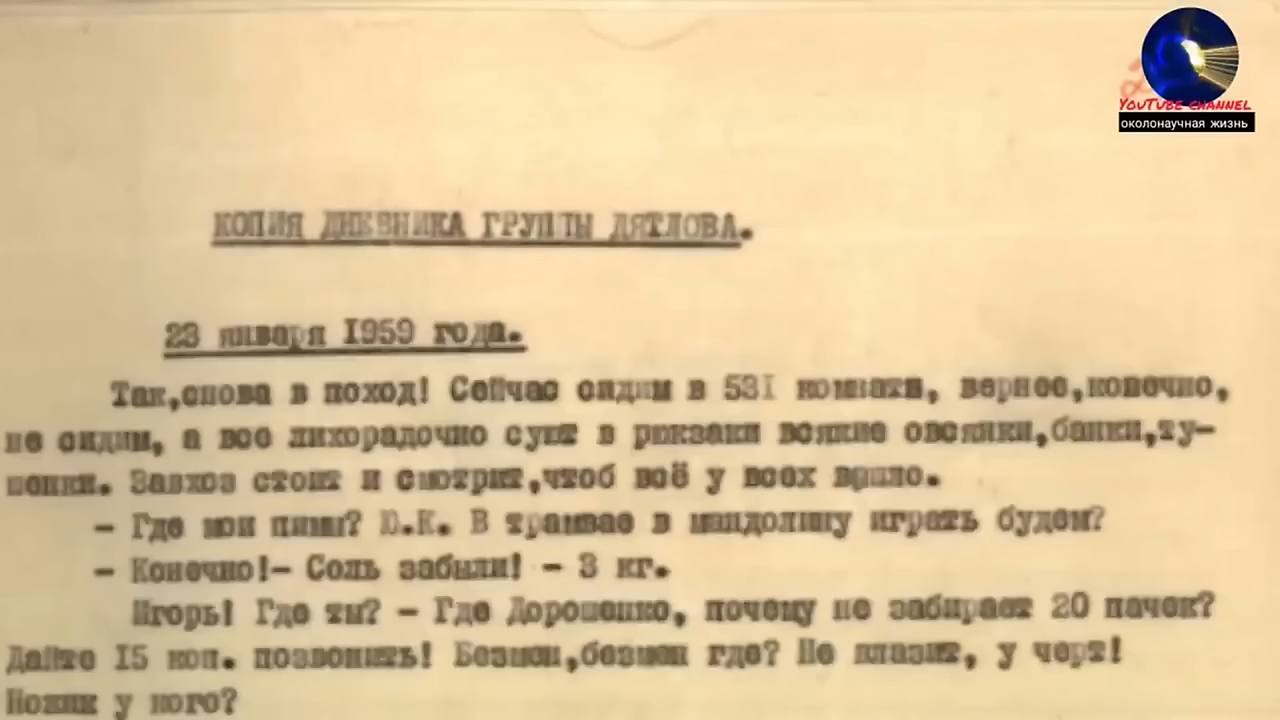 YouTube channel
околонаучная жизнь
КОПИЯ ДНЕВНИКА ГРУППЫ ДЯТЛОВА.
23 января 1959 года.
Так,снова в поход! Сейчас сидим в 531 комнате, вернее,конечно,
не сидим, а все лихорадочно суют в рюкзаки всякие овсянки,банки,ту-
шенки. Завхоз стоит и смотрит,чтоб всё у всех вошло.
- Где мои пимы? Ю.К. В трамвае в мандолину играть будем?
- Конечно!- Соль забыли! - 3 кг.
Игорь! Где ты? - Где Дорошенко, почему не забирает 20 пачек?
Дайте 15 коп. позвонить! Безмен,безмен где? Не влазит, у черт!
Ножик у кого?